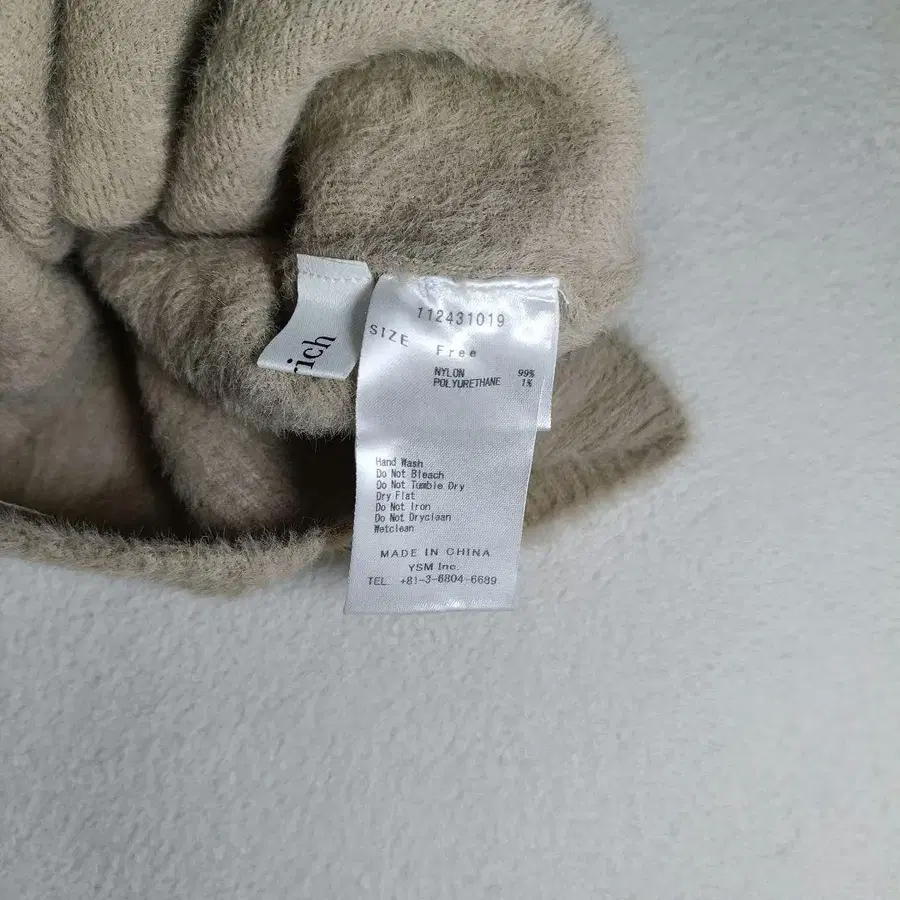 rich
112431019
SIZE
Free
NYLON 99%
POLYURETHANE 1%
Hand Wash
Do Not Bleach
Do Not Tumble Dry
Dry Flat
Do Not Iron
Do Not Dryclean
Wetclean
MADE IN CHINA
YSM Inc.
TEL. +81-3-6804-6689